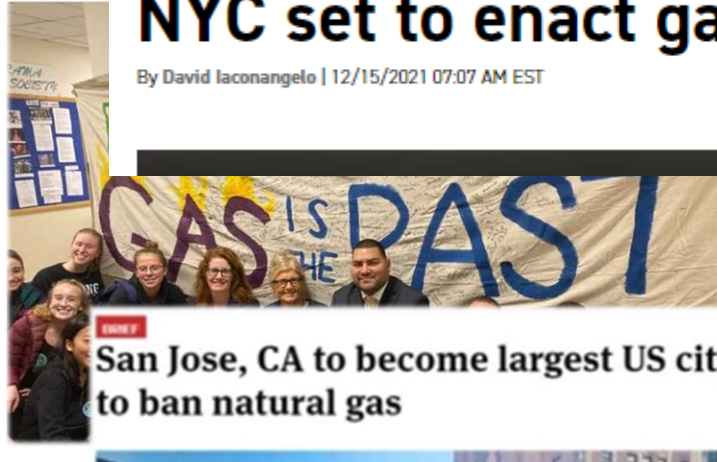 NYC set to enact ga
By David Iaconangelo | 12/15/2021 07:07 AM EST
SOCIETY
GAS IS THE PAST
BRIEF
San Jose, CA to become largest US cit
to ban natural gas